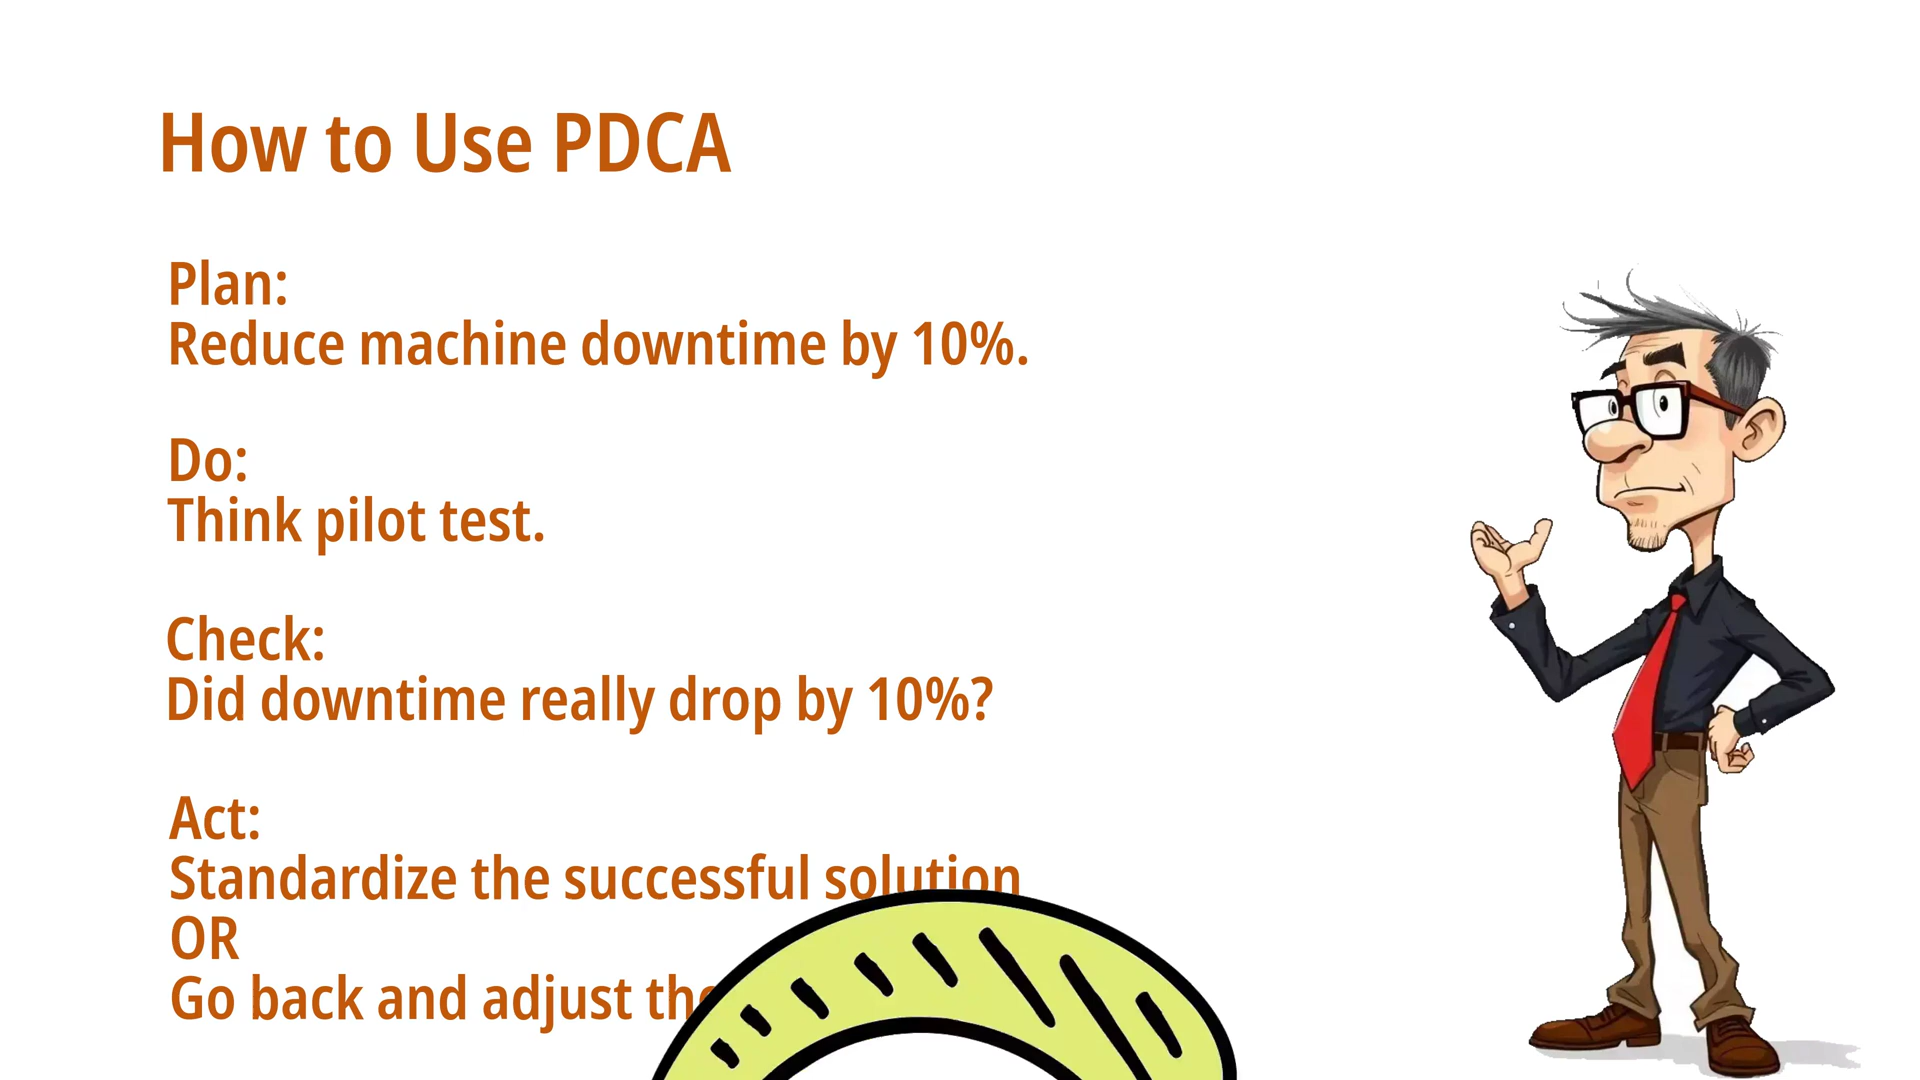 How to Use PDCA
Plan:
Reduce machine downtime by 10%.
Do:
Think pilot test.
Check:
Did downtime really drop by 10%?
Act:
Standardize the successful solution
OR
Go back and adjust